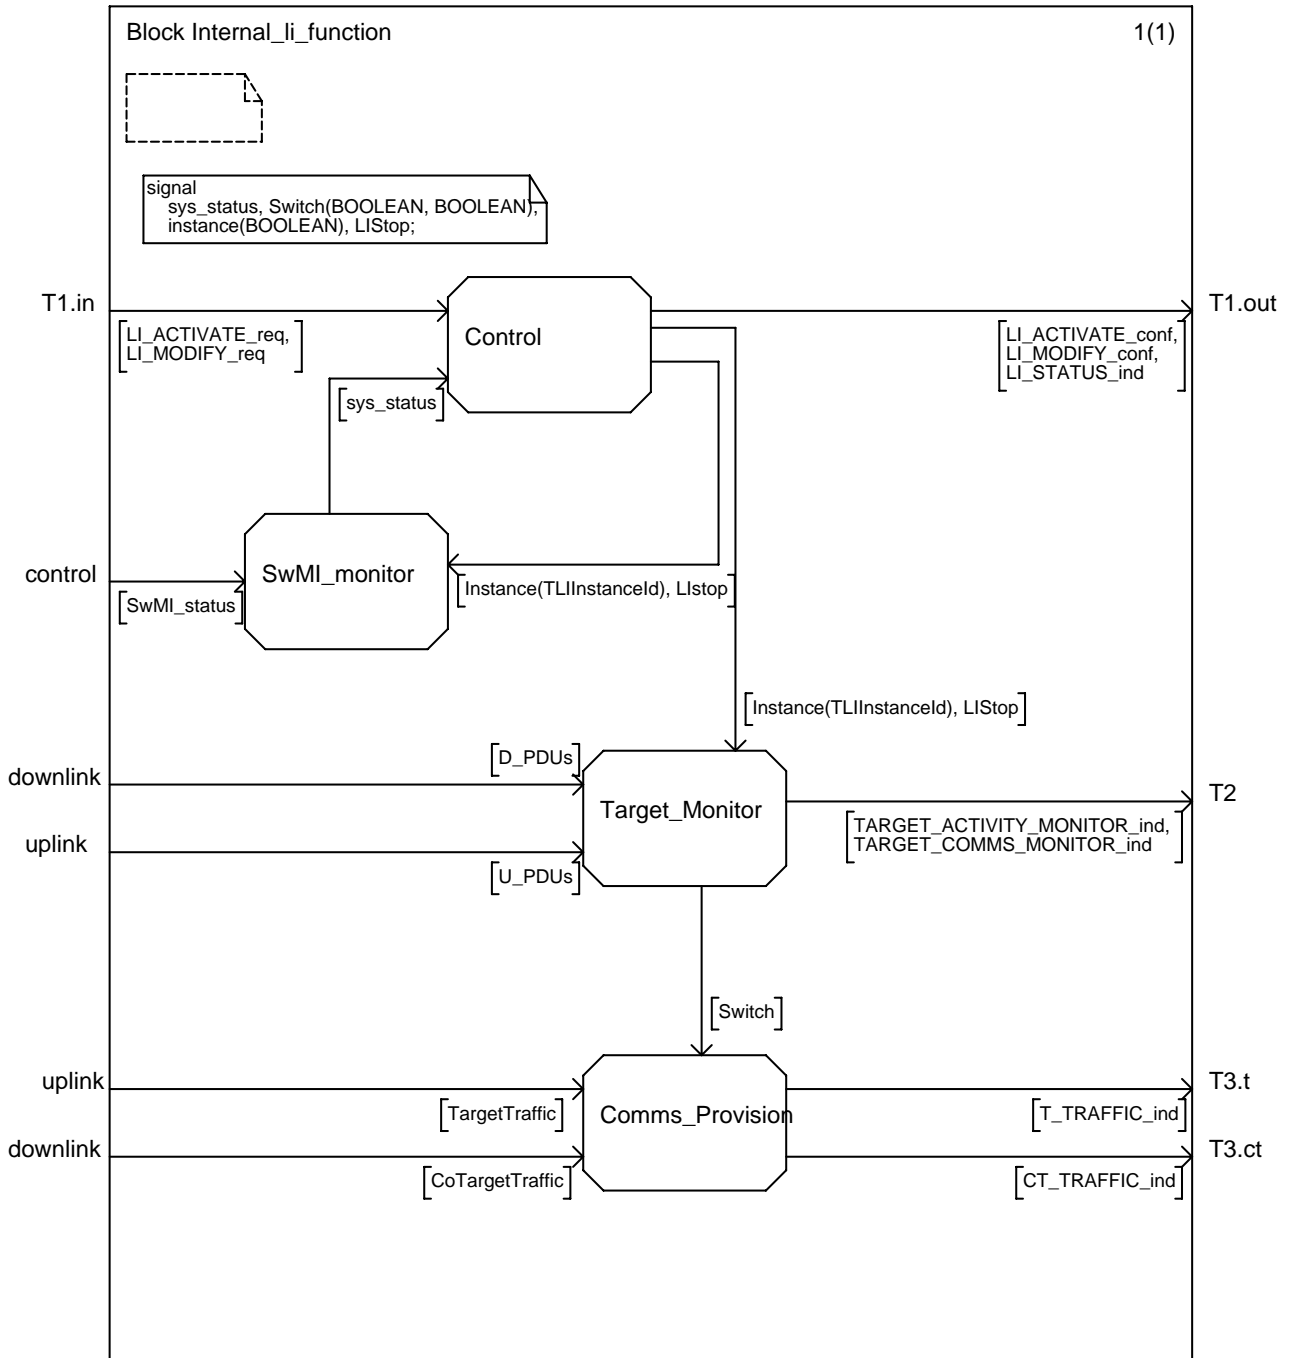 Block Internal_li_function
1(1)
signal
sys_status, Switch(BOOLEAN, BOOLEAN),
instance(BOOLEAN), LIStop;
T1.in
Control
T1.out
LI_ACTIVATE_req,
LI_MODIFY_req
LI_ACTIVATE_conf,
LI_MODIFY_conf,
LI_STATUS_ind
sys_status
control
SwMI_monitor
SwMI_status
Instance(TLIInstanceId), LIstop
Instance(TLIInstanceId), LIStop
D_PDUs
downlink
Target_Monitor
T2
uplink
TARGET_ACTIVITY_MONITOR_ind,
TARGET_COMMS_MONITOR_ind
U_PDUs
Switch
uplink
T3.t
TargetTraffic
Comms_Provision
T_TRAFFIC_ind
downlink
T3.ct
CoTargetTraffic
CT_TRAFFIC_ind